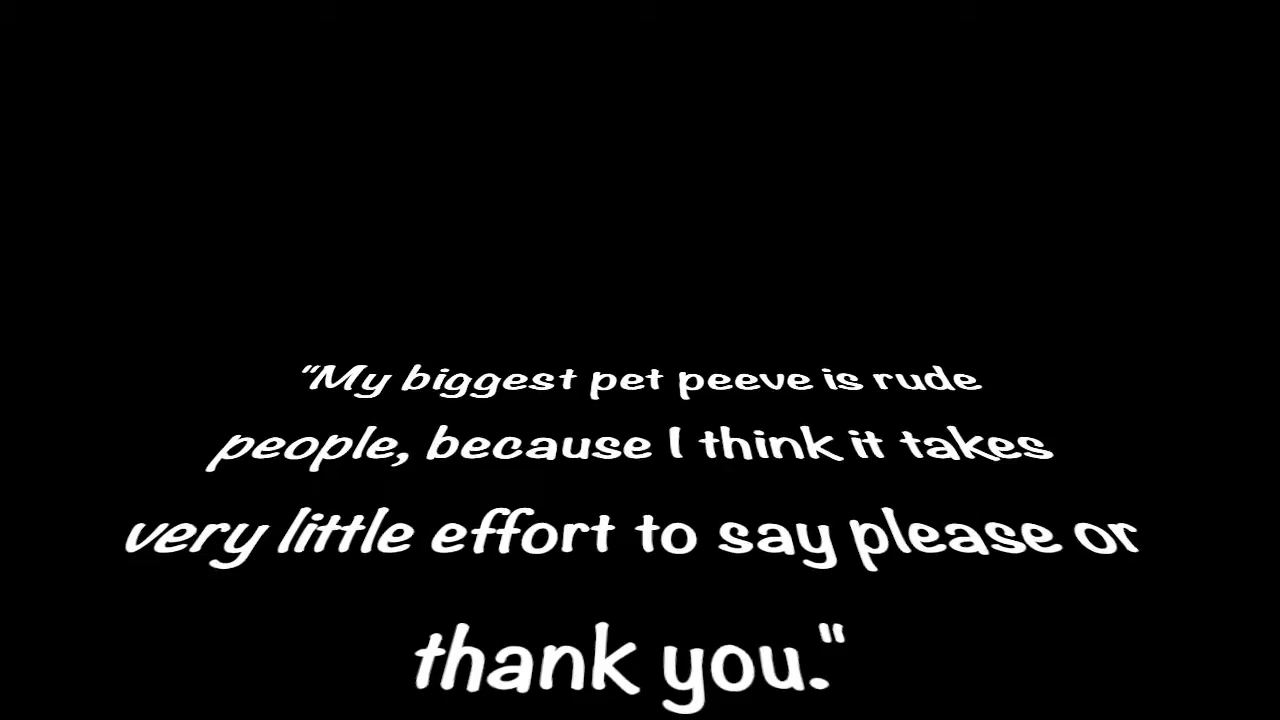 "My biggest pet peeve is rude
people, because I think it takes
very little effort to say please or
thank you."